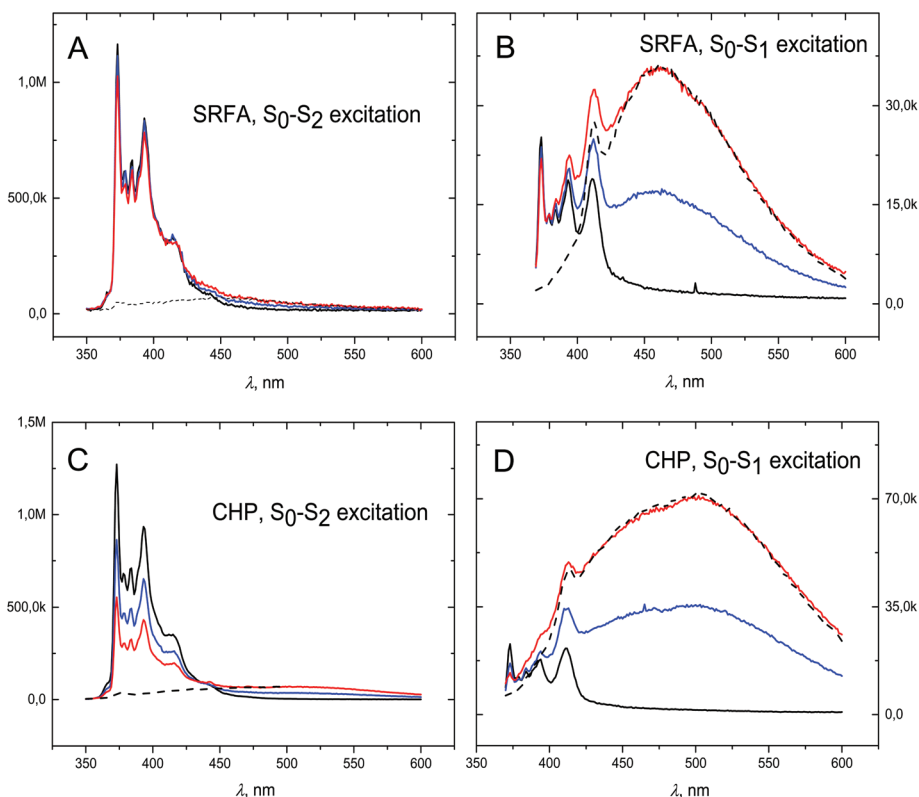 A
SRFA, S0-S2 excitation
1,0M
500,0k
0,0
350 400 450 500 550 600
λ, nm
B
SRFA, S0-S1 excitation
30,0k
15,0k
0,0
350 400 450 500 550 600
λ, nm
C
CHP, S0-S2 excitation
1,5M
1,0M
500,0k
0,0
350 400 450 500 550 600
λ, nm
D
CHP, S0-S1 excitation
70,0k
35,0k
0,0
350 400 450 500 550 600
λ, nm